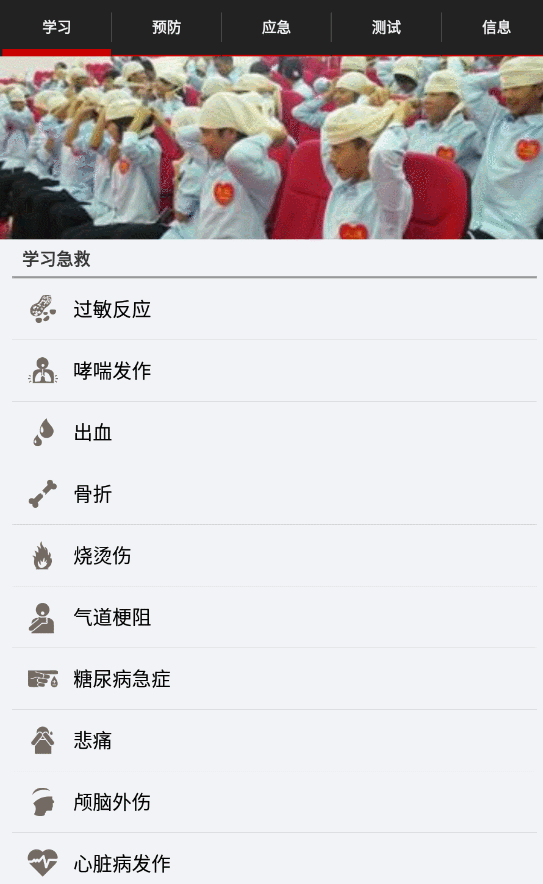 学习 预防 应急 测试 信息
学习急救
过敏反应
哮喘发作
出血
骨折
烧烫伤
气道梗阻
糖尿病急症
悲痛
颅脑外伤
心脏病发作